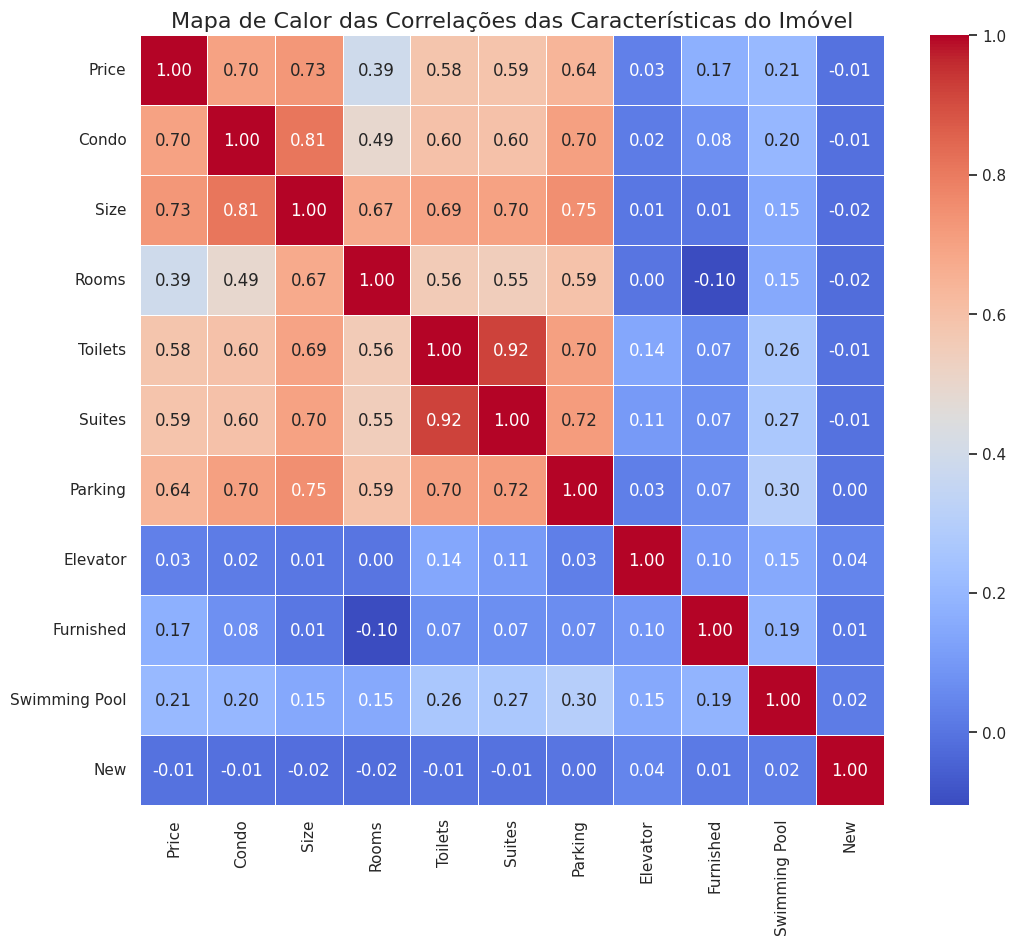 Mapa de Calor das Correlações das Características do Imóvel
Price 1.00 0.70 0.73 0.39 0.58 0.59 0.64 0.03 0.17 0.21 -0.01
Condo 0.70 1.00 0.81 0.49 0.60 0.60 0.70 0.02 0.08 0.20 -0.01
Size 0.73 0.81 1.00 0.67 0.69 0.70 0.75 0.01 0.01 0.15 -0.02
Rooms 0.39 0.49 0.67 1.00 0.56 0.55 0.59 0.00 -0.10 0.15 -0.02
Toilets 0.58 0.60 0.69 0.56 1.00 0.92 0.70 0.14 0.07 0.26 -0.01
Suites 0.59 0.60 0.70 0.55 0.92 1.00 0.72 0.11 0.07 0.27 -0.01
Parking 0.64 0.70 0.75 0.59 0.70 0.72 1.00 0.03 0.07 0.30 0.00
Elevator 0.03 0.02 0.01 0.00 0.14 0.11 0.03 1.00 0.10 0.15 0.04
Furnished 0.17 0.08 0.01 -0.10 0.07 0.07 0.07 0.10 1.00 0.19 0.01
Swimming Pool 0.21 0.20 0.15 0.15 0.26 0.27 0.30 0.15 0.19 1.00 0.02
New -0.01 -0.01 -0.02 -0.02 -0.01 -0.01 0.00 0.04 0.01 0.02 1.00
Price Condo Size Rooms Toilets Suites Parking Elevator Furnished Swimming Pool New
1.0
0.8
0.6
0.4
0.2
0.0